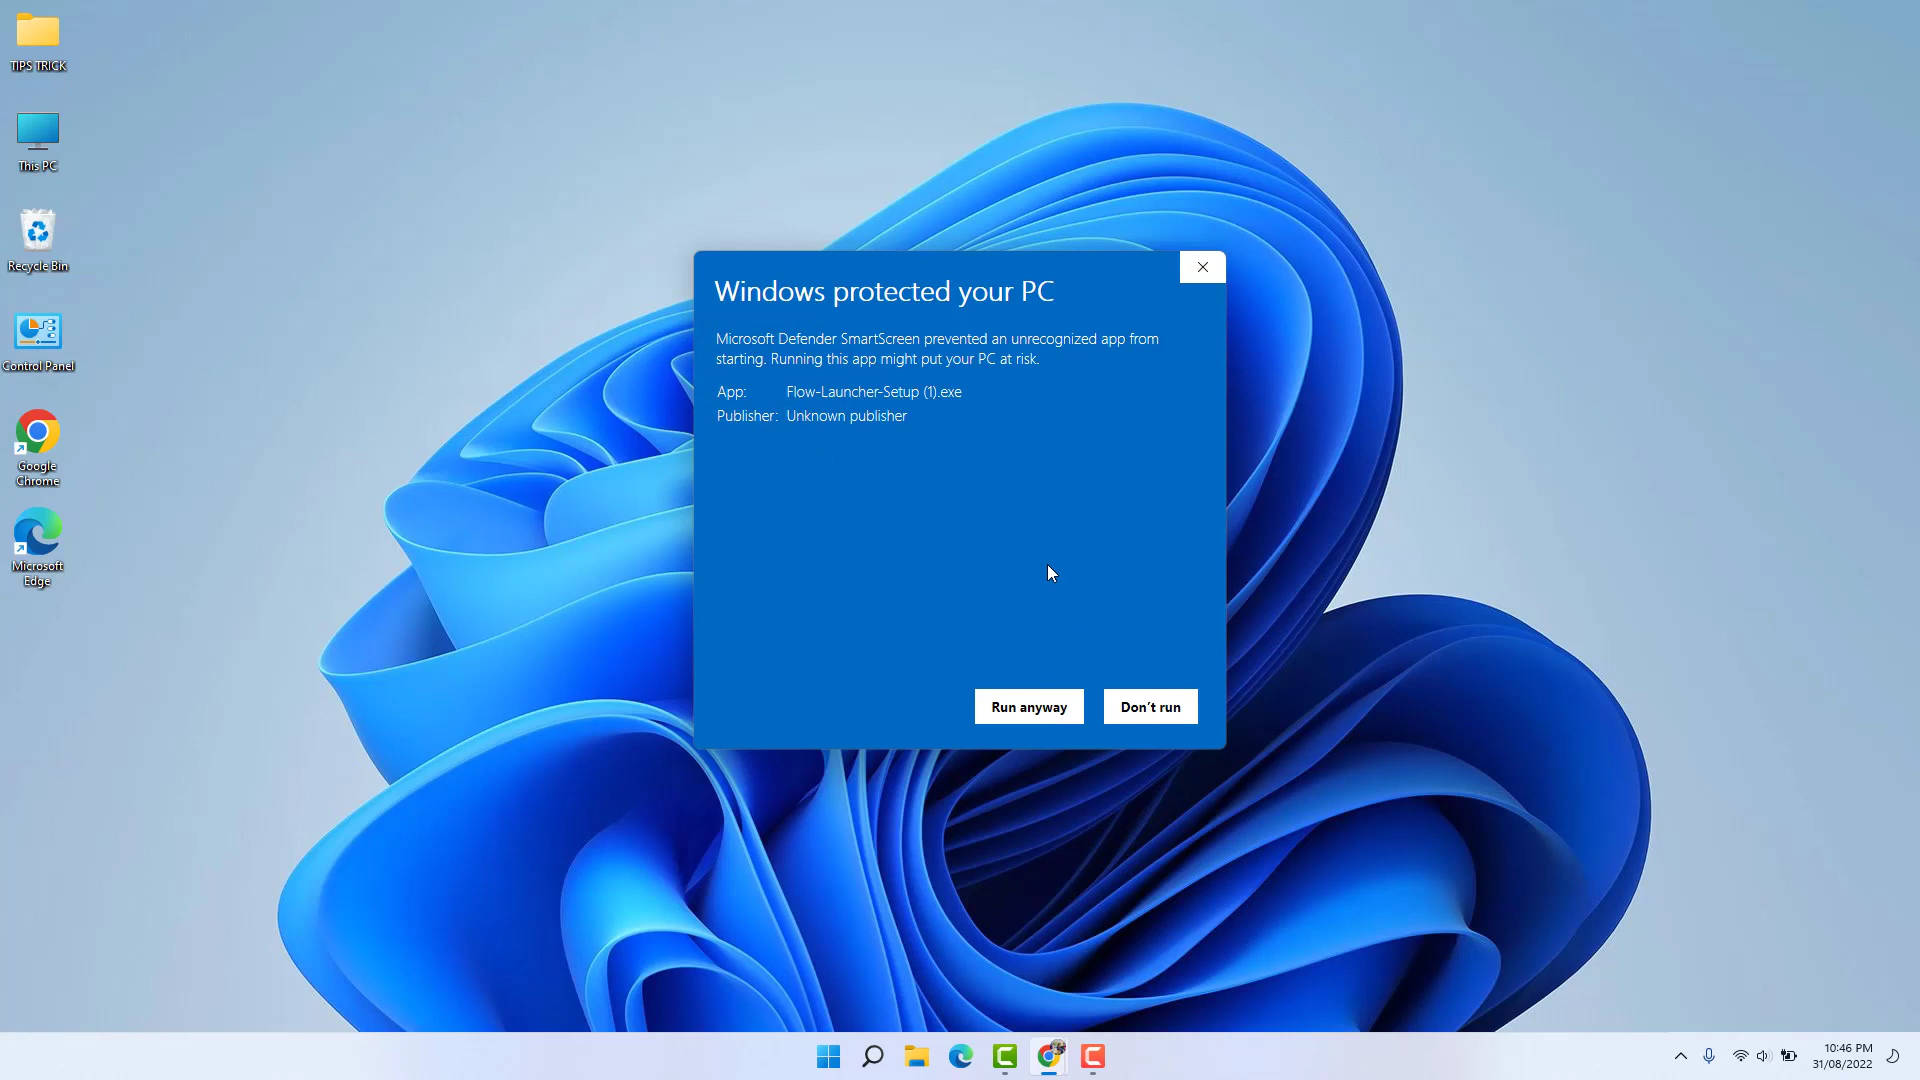 TIPS TRICK
This PC
Recycle Bin
Control Panel
Google
Chrome
Microsoft
Edge
Windows protected your PC
Microsoft Defender SmartScreen prevented an unrecognized app from
starting. Running this app might put your PC at risk.
App: Flow-Launcher-Setup (1).exe
Publisher: Unknown publisher
Run anyway Don't run
10:46 PM
31/08/2022